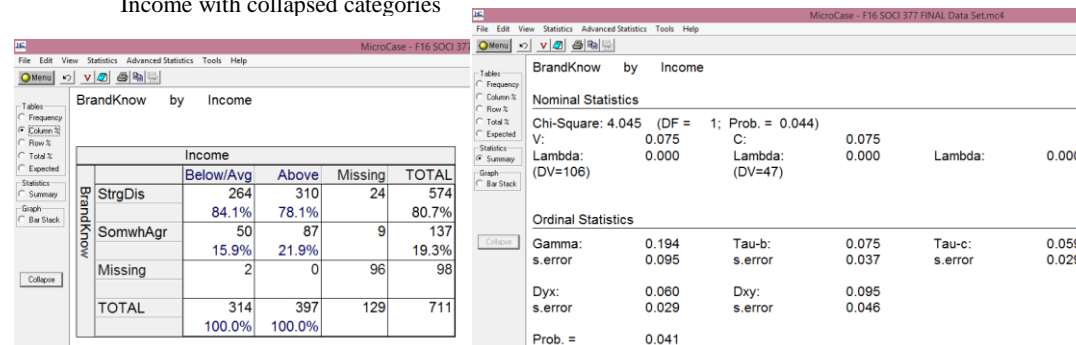 Income with collapsed categories
MicroCase - F16 SOCI 377
File Edit View Statistics Advanced Statistics Tools Help
Menu
BrandKnow by Income
Tables
Frequency
Column %
Row %
Total %
Expected
Statistics
Summary
Graph
Bar Stack
Collapse
Income
Below/Avg Above Missing TOTAL
BrandKnow
StrgDis 264 310 24 574
84.1% 78.1% 80.7%
SomwhAgr 50 87 9 137
15.9% 21.9% 19.3%
Missing 2 0 96 98
TOTAL 314 397 129 711
100.0% 100.0%
MicroCase - F16 SOCI 377 FINAL Data Set.mc4
File Edit View Statistics Advanced Statistics Tools Help
Menu
BrandKnow by Income
Tables
Frequency
Column %
Row %
Total %
Expected
Statistics
Summary
Graph
Bar Stack
Collapse
Nominal Statistics
Chi-Square: 4.045 (DF = 1; Prob. = 0.044)
V: 0.075 C: 0.075
Lambda: 0.000 Lambda: 0.000 Lambda: 0.000
(DV=106) (DV=47)
Ordinal Statistics
Gamma: 0.194 Tau-b: 0.075 Tau-c: 0.059
s.error 0.095 s.error 0.037 s.error 0.029
Dyx: 0.060 Dxy: 0.095
s.error 0.029 s.error 0.046
Prob. = 0.041